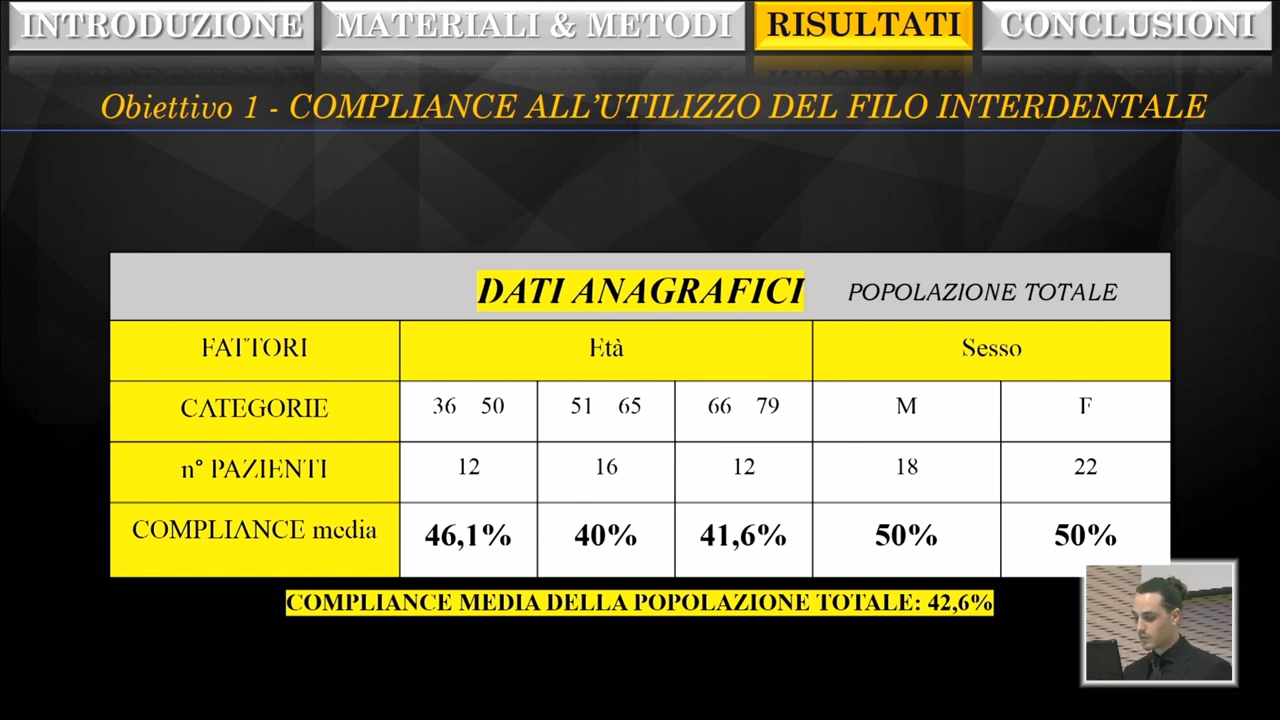 INTRODUZIONE MATERIALI & METODI RISULTATI CONCLUSIONI
Obiettivo 1 - COMPLIANCE ALL'UTILIZZO DEL FILO INTERDENTALE
DATI ANAGRAFICI POPOLAZIONE TOTALE
FATTORI Età Sesso
CATEGORIE 36 50 51 65 66 79 M F
n° PAZIENTI 12 16 12 18 22
COMPLIANCE media 46,1% 40% 41,6% 50% 50%
COMPLIANCE MEDIA DELLA POPOLAZIONE TOTALE: 42,6%